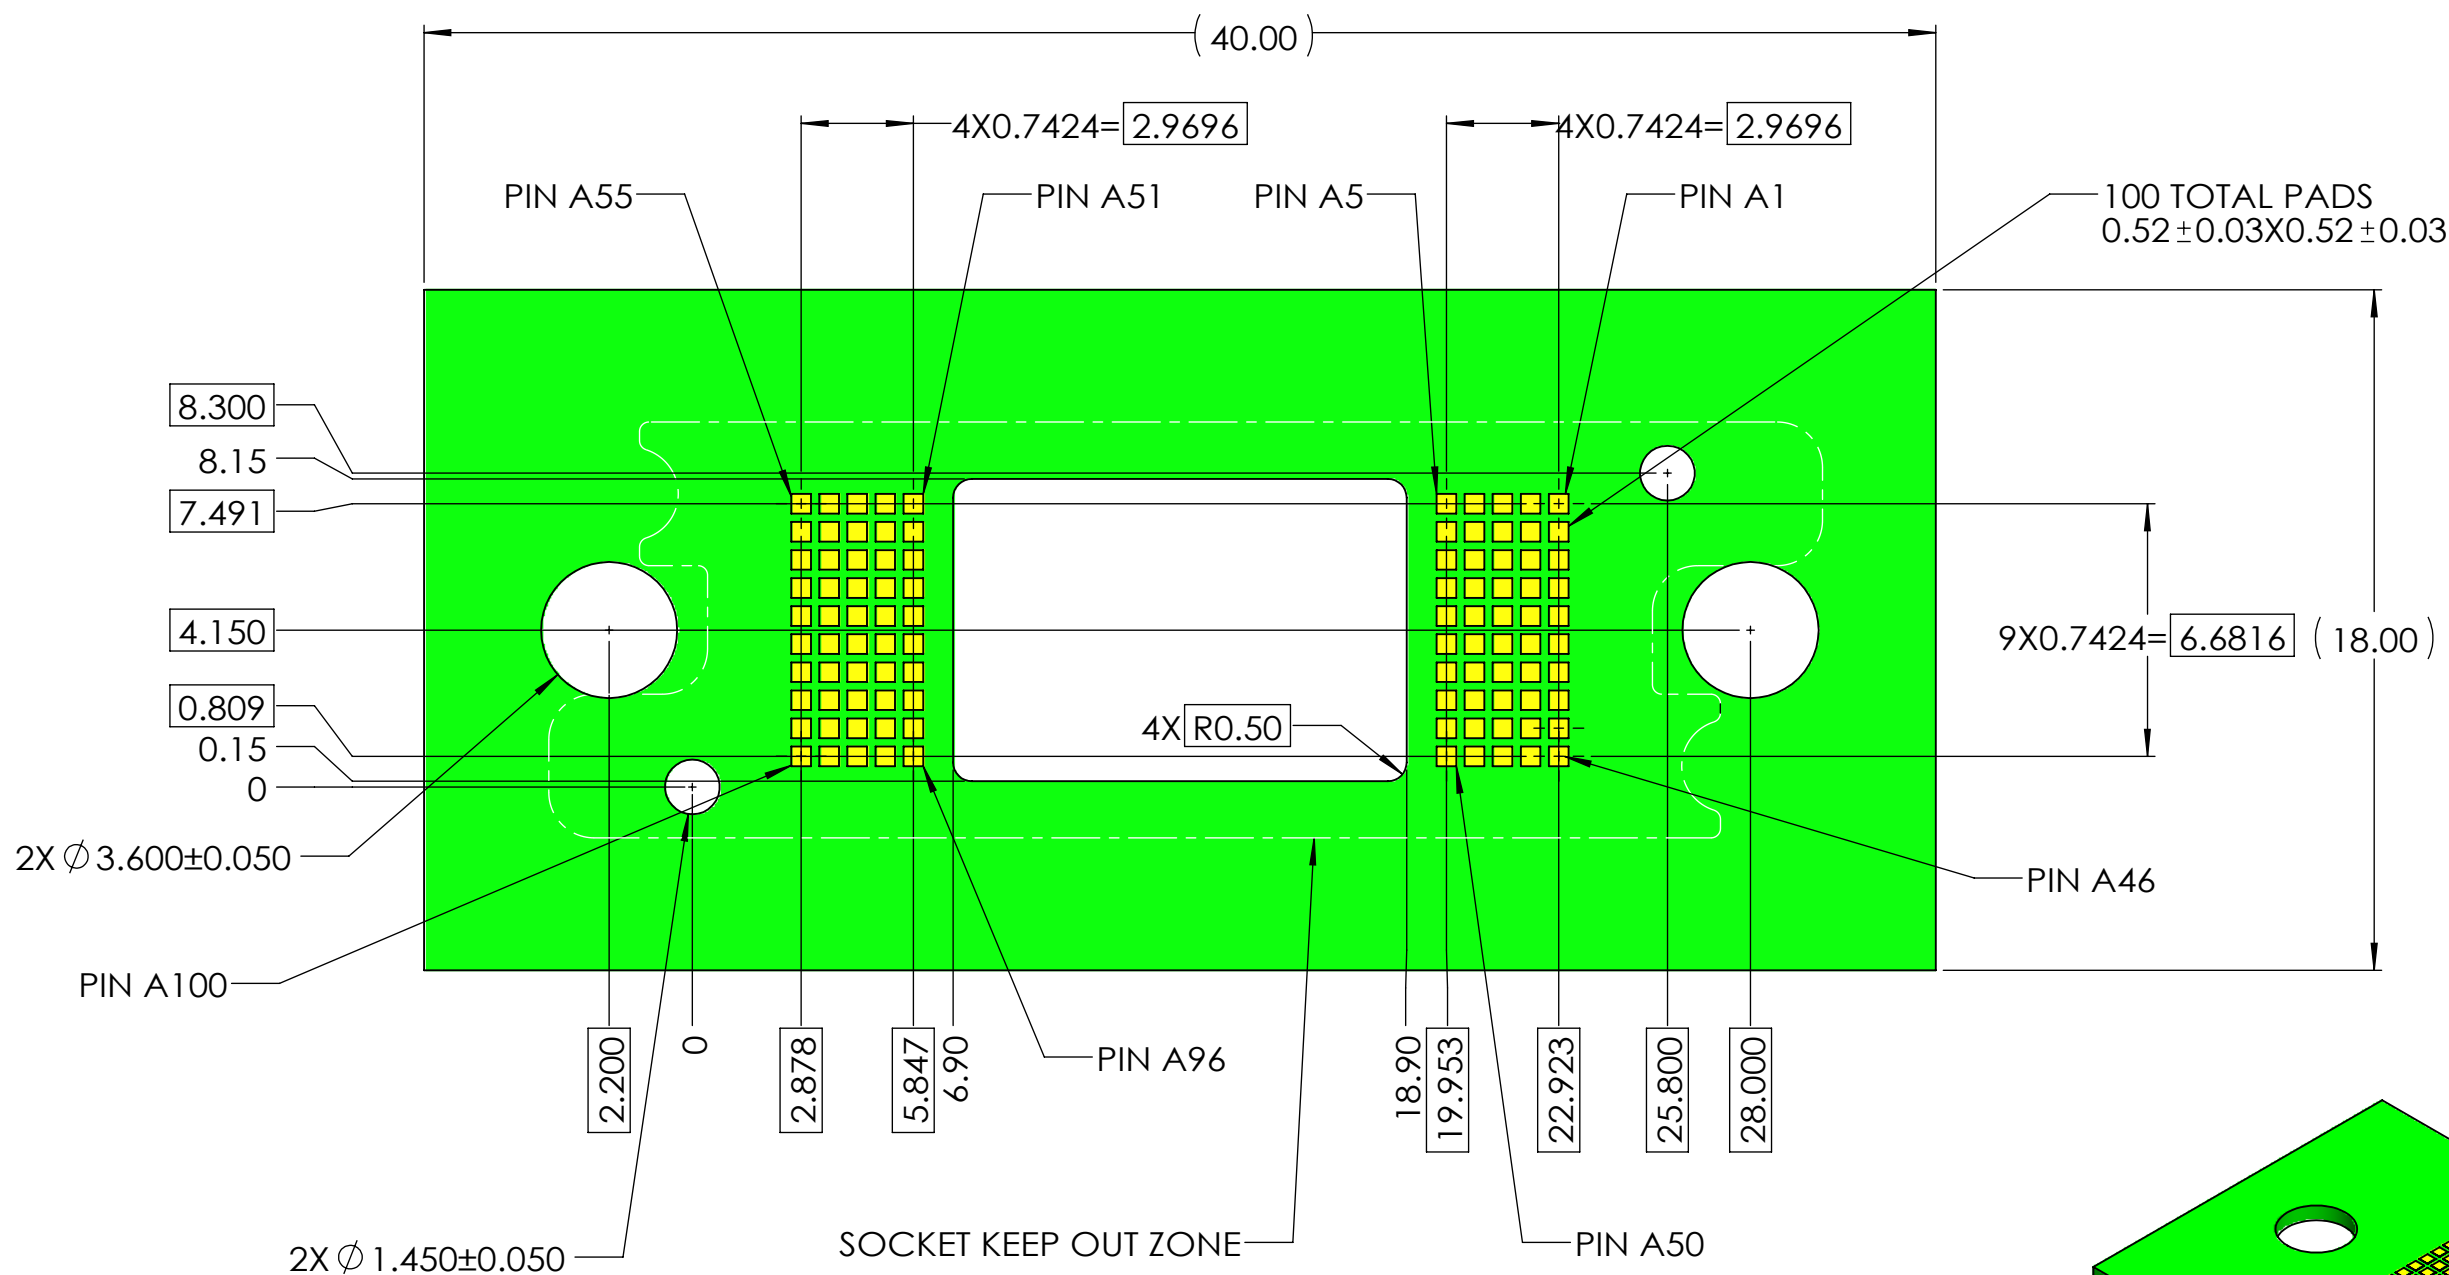 (40.00)
4X0.7424= 2.9696
4X0.7424= 2.9696
PIN A55
PIN A51
PIN A5
PIN A1
100 TOTAL PADS
0.52±0.03X0.52±0.03
8.300
8.15
7.491
4.150
0.809
0.15
0
9X0.7424= 6.6816
(18.00)
4X R0.50
2X ∅3.600±0.050
PIN A46
PIN A100
2.200
0
2.878
5.847
6.90
PIN A96
18.90
19.953
22.923
25.800
28.000
2X ∅1.450±0.050
SOCKET KEEP OUT ZONE
PIN A50